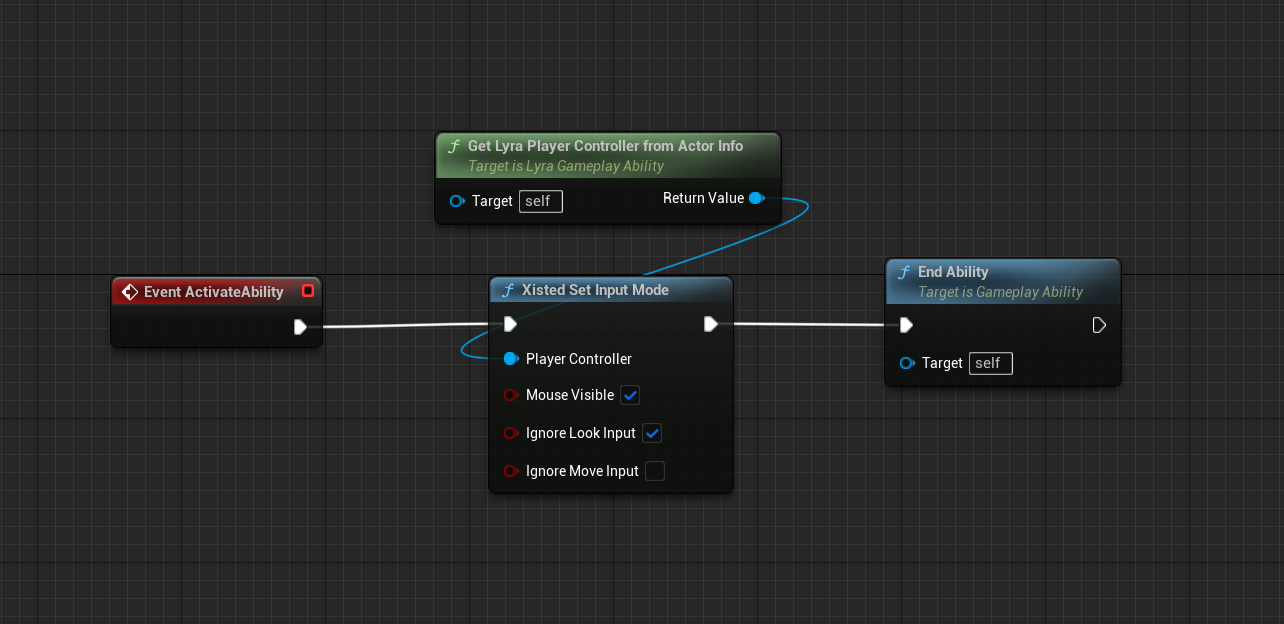 Get Lyra Player Controller from Actor Info
Target is Lyra Gameplay Ability
Target self
Return Value
Event ActivateAbility
Xisted Set Input Mode
Player Controller
Mouse Visible
Ignore Look Input
Ignore Move Input
End Ability
Target is Gameplay Ability
Target self